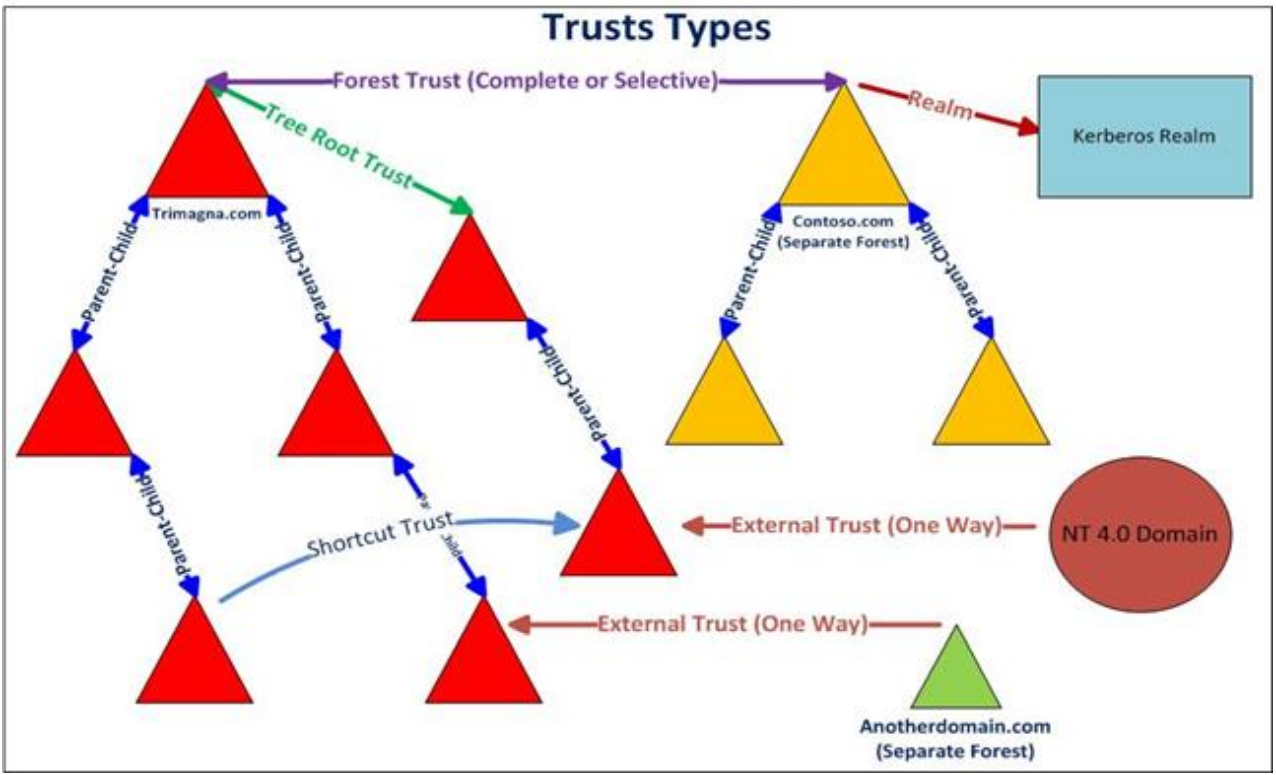 Trusts Types
Forest Trust (Complete or Selective)
Realm
Kerberos Realm
Tree Root Trust
Trimagna.com
Contoso.com
(Separate Forest)
Parent-Child
Parent-Child
Parent-Child
Parent-Child
Parent-Child
Parent-Child
Child
Shortcut Trust
External Trust (One Way)
NT 4.0 Domain
External Trust (One Way)
Anotherdomain.com
(Separate Forest)